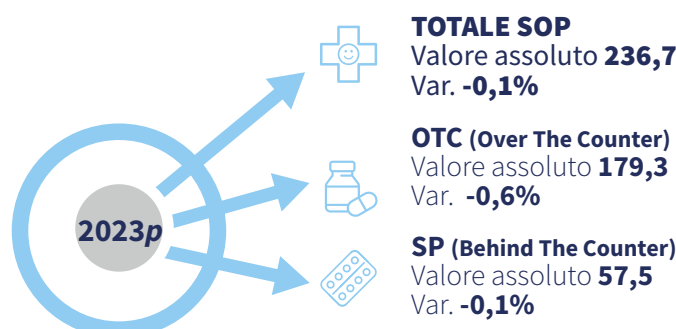 TOTALE SOP
Valore assoluto 236,7
Var. -0,1%
OTC (Over The Counter)
Valore assoluto 179,3
Var. -0,6%
2023p
SP (Behind The Counter)
Valore assoluto 57,5
Var. -0,1%